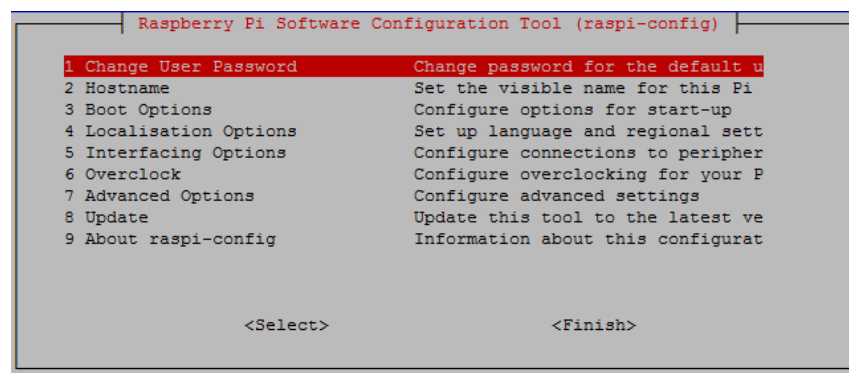 Raspberry Pi Software Configuration Tool (raspi-config)
1 Change User Password Change password for the default u
2 Hostname Set the visible name for this Pi
3 Boot Options Configure options for start-up
4 Localisation Options Set up language and regional sett
5 Interfacing Options Configure connections to peripher
6 Overclock Configure overclocking for your P
7 Advanced Options Configure advanced settings
8 Update Update this tool to the latest ve
9 About raspi-config Information about this configurat
<Select> <Finish>